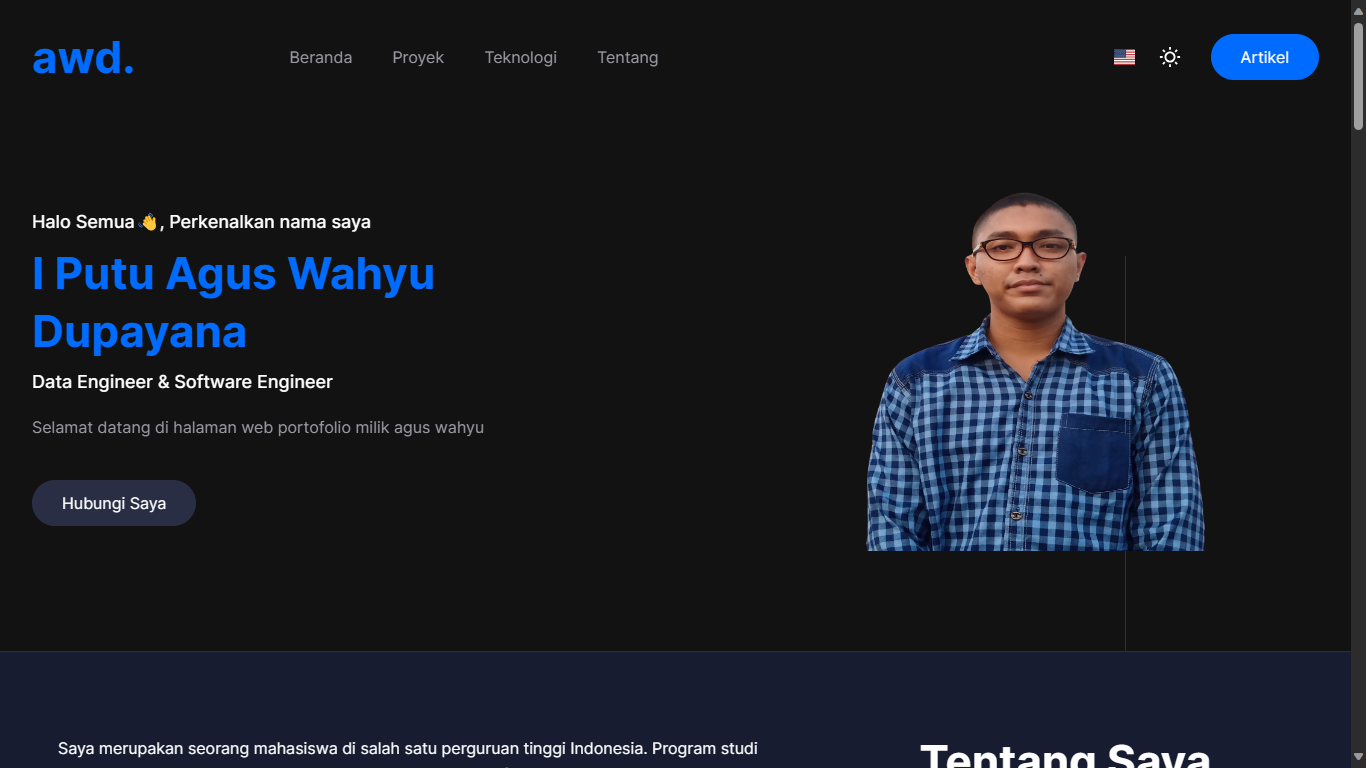 awd.
Beranda
Proyek
Teknologi
Tentang
Artikel
Halo Semua👋, Perkenalkan nama saya
I Putu Agus Wahyu
Dupayana
Data Engineer & Software Engineer
Selamat datang di halaman web portofolio milik agus wahyu
Hubungi Saya
Saya merupakan seorang mahasiswa di salah satu perguruan tinggi Indonesia. Program studi
Tentang Saya